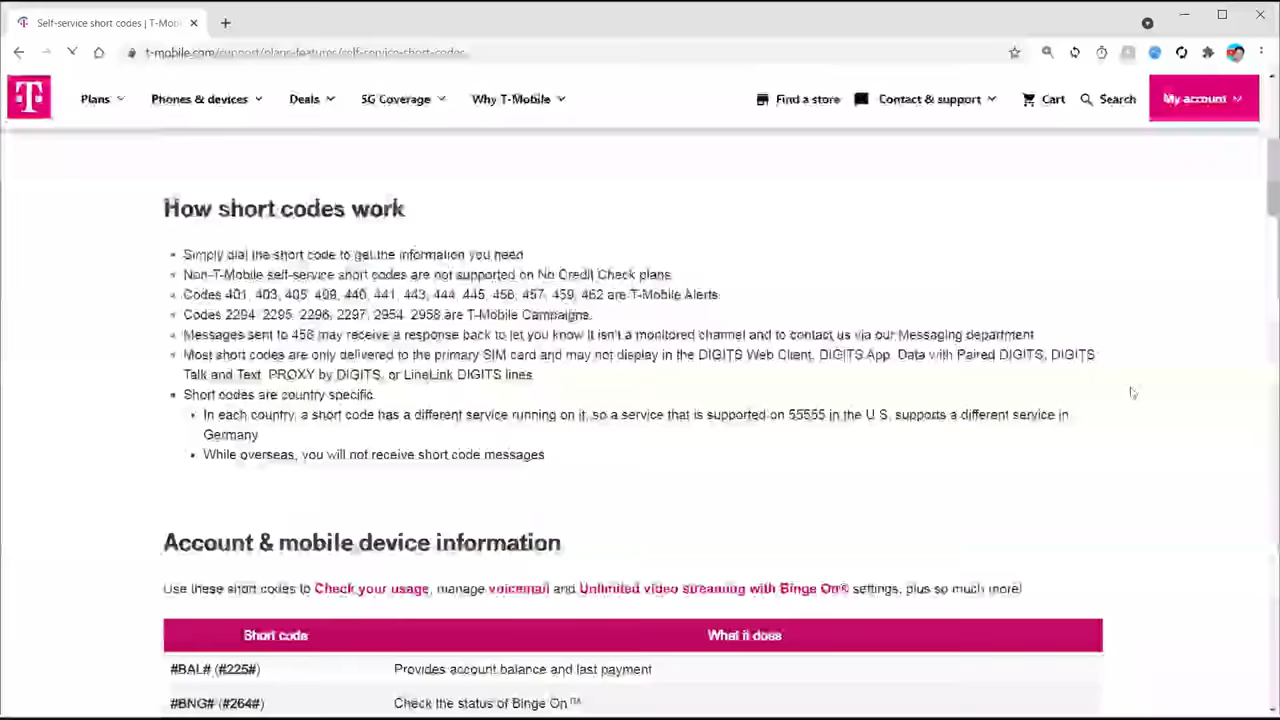 Self-service short codes | T-Mobi
t-mobile.com/support/plans-features/self-service-short-codes
T
Plans
Phones & devices
Deals
5G Coverage
Why T-Mobile
Find a store
Contact & support
Cart
Search
My account
How short codes work
Simply dial the short code to get the information you need
Non-T-Mobile self-service short codes are not supported on No Credit Check plans
Codes 401, 403, 405, 409, 440, 441, 443, 444, 445, 456, 457, 459, 462 are T-Mobile Alerts
Codes 2294, 2295, 2296, 2297, 2954, 2958 are T-Mobile Campaigns.
Messages sent to 456 may receive a response back to let you know it isn't a monitored channel and to contact us via our Messaging department
Most short codes are only delivered to the primary SIM card and may not display in the DIGITS Web Client, DIGITS App, Data with Paired DIGITS, DIGITS
Talk and Text, PROXY by DIGITS, or LineLink DIGITS lines
Short codes are country specific.
In each country, a short code has a different service running on it, so a service that is supported on 55555 in the U.S. supports a different service in
Germany
While overseas, you will not receive short code messages
Account & mobile device information
Use these short codes to Check your usage, manage voicemail and Unlimited video streaming with Binge On® settings, plus so much more!
Short code
What it does
#BAL# (#225#)
Provides account balance and last payment
#BNG# (#264#)
Check the status of Binge On™